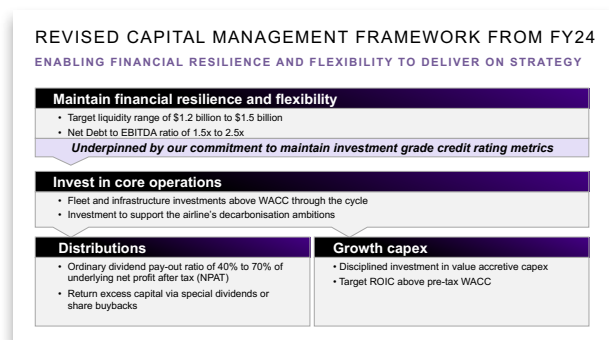 REVISED CAPITAL MANAGEMENT FRAMEWORK FROM FY24
ENABLING FINANCIAL RESILIENCE AND FLEXIBILITY TO DELIVER ON STRATEGY
Maintain financial resilience and flexibility
• Target liquidity range of $1.2 billion to $1.5 billion
• Net Debt to EBITDA ratio of 1.5x to 2.5x
Underpinned by our commitment to maintain investment grade credit rating metrics
Invest in core operations
• Fleet and infrastructure investments above WACC through the cycle
• Investment to support the airline's decarbonisation ambitions
Distributions
• Ordinary dividend pay-out ratio of 40% to 70% of
underlying net profit after tax (NPAT)
• Return excess capital via special dividends or
share buybacks
Growth capex
• Disciplined investment in value accretive capex
• Target ROIC above pre-tax WACC